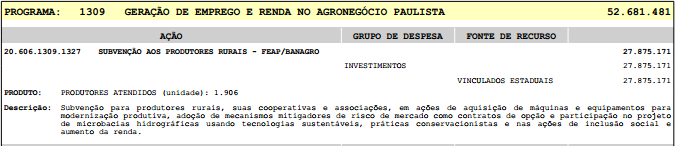 PROGRAMA: 1309 GERAÇÃO DE EMPREGO E RENDA NO AGRONEGÓCIO PAULISTA 52.681.481
AÇÃO GRUPO DE DESPESA FONTE DE RECURSO
20.606.1309.1327 SUBVENÇÃO AOS PRODUTORES RURAIS - FEAP/BANAGRO 27.875.171
INVESTIMENTOS 27.875.171
VINCULADOS ESTADUAIS 27.875.171
PRODUTO: PRODUTORES ATENDIDOS (unidade): 1.906
Descrição: Subvenção para produtores rurais, suas cooperativas e associações, em ações de aquisição de máquinas e equipamentos para
modernização produtiva, adoção de mecanismos mitigadores de risco de mercado como contratos de opção e participação no projeto
de microbacias hidrográficas usando tecnologias sustentáveis, práticas conservacionistas e nas ações de inclusão social e
aumento da renda.